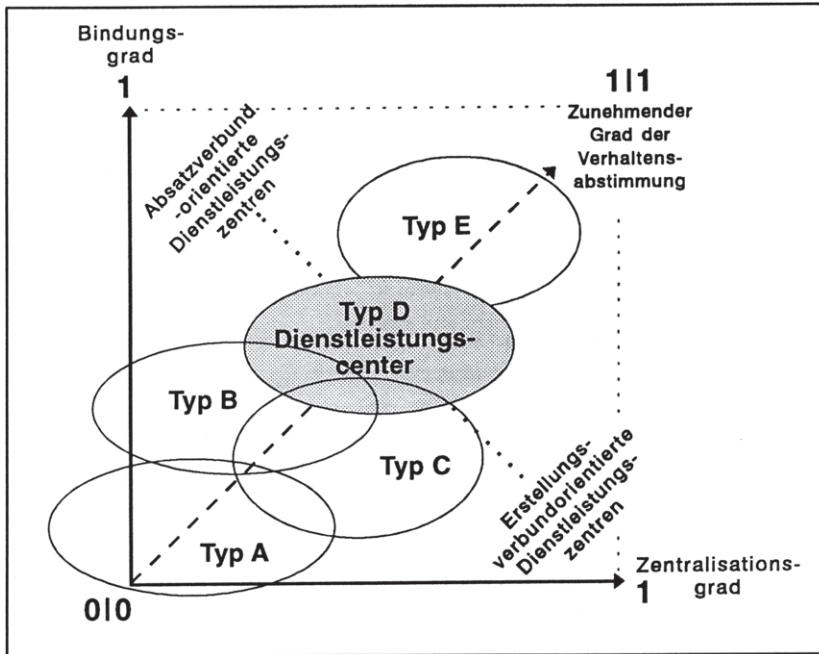 Bindungs-
grad
1
1|1
Zunehmender
Grad der
Verhaltens-
abstimmung
Absatzverbund
-orientierte
Dienstleistungs-
zentren
Typ E
Typ D
Dienstleistungs-
center
Typ B
Typ C
Typ A
Erstellungs-
verbundorientierte
Dienstleistungs-
zentren
Zentralisations-
grad
1
0|0